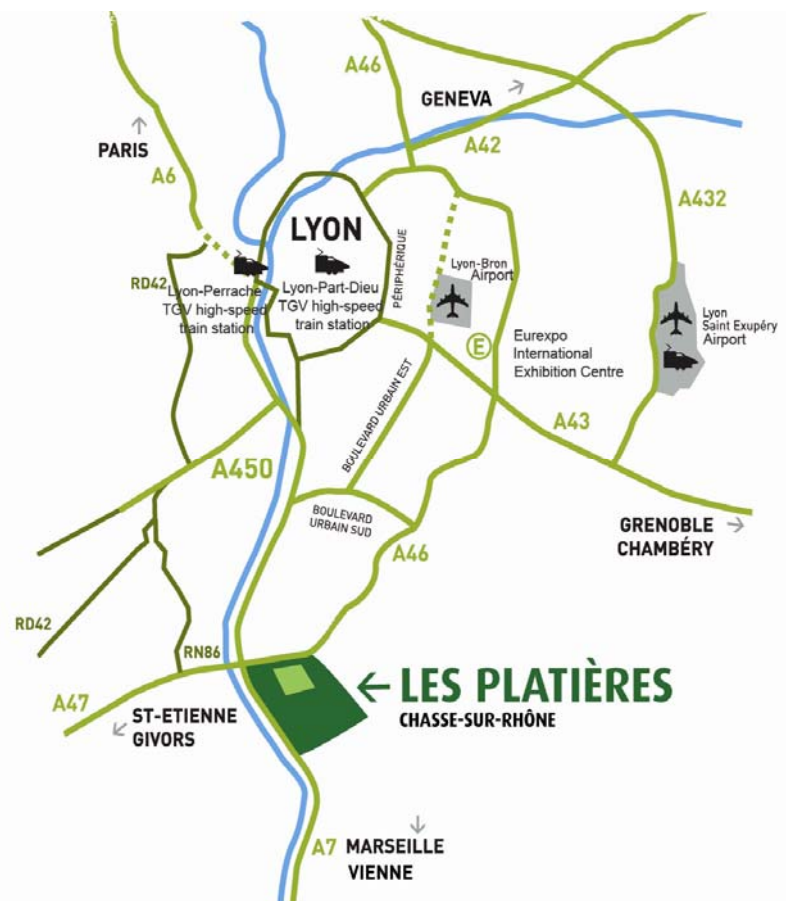 A46
GENEVA
PARIS
A42
A6
A432
LYON
PÉRIPHÉRIQUE
Lyon-Bron
Airport
RD42
Lyon-Perrache
TGV high-speed
train station
Lyon-Part-Dieu
TGV high-speed
train station
Lyon
Saint Exupéry
Airport
E
Eurexpo
International
Exhibition Centre
BOULEVARD URBAIN EST
A43
A450
BOULEVARD
URBAIN SUD
GRENOBLE
CHAMBÉRY
A46
RD42
RN86
LES PLATIÈRES
CHASSE-SUR-RHÔNE
A47
ST-ETIENNE
GIVORS
A7
MARSEILLE
VIENNE